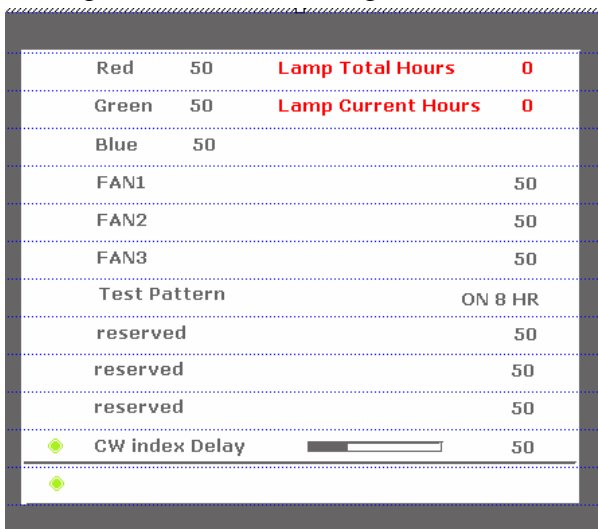 Red 50 Lamp Total Hours 0
Green 50 Lamp Current Hours 0
Blue 50
FAN1 50
FAN2 50
FAN3 50
Test Pattern ON 8 HR
reserved 50
reserved 50
reserved 50
CW index Delay 50